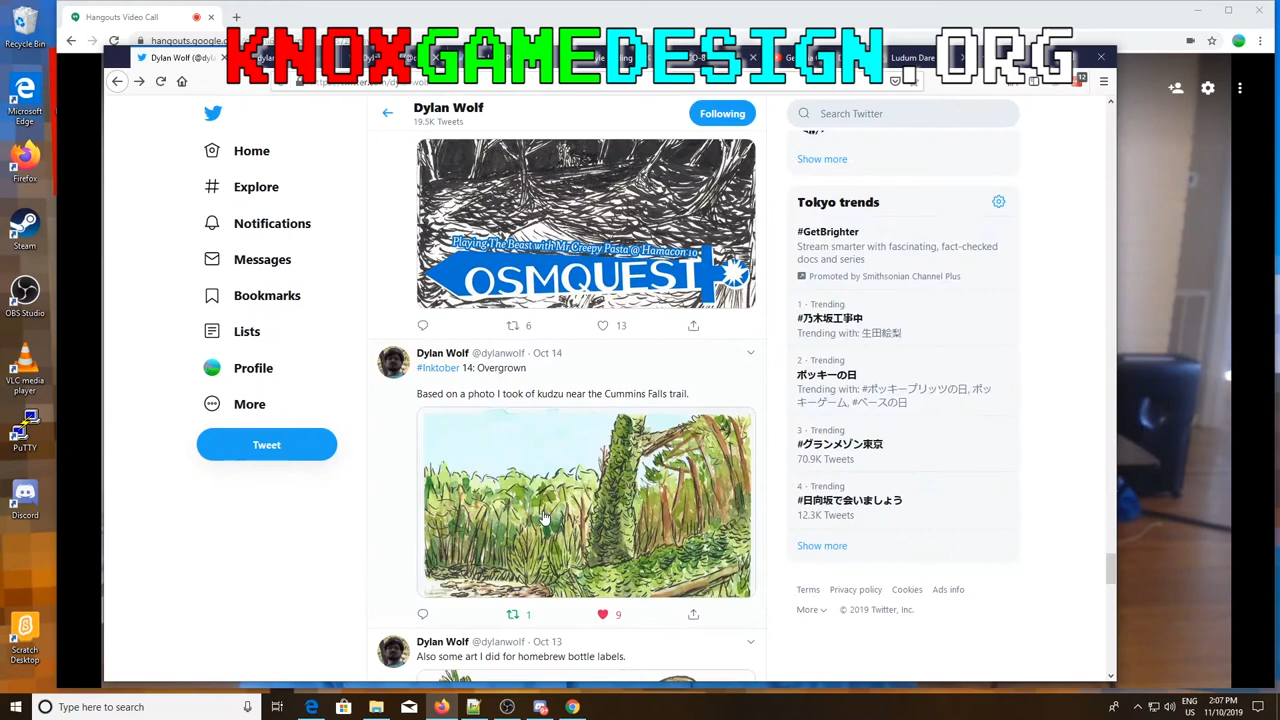 Hangouts Video Call
hangouts.google.
KNOXGAMEDESIGN.ORG
Dylan Wolf (@dyla
Ludum Dare
12
Recycle Bin
Microsoft Edge
Firefox
Steam
OBS Studio
VLC media player
PuTTY
Discord
Scratch Desktop
Home
Explore
Notifications
Messages
Bookmarks
Lists
Profile
More
Tweet
Dylan Wolf
19.5K Tweets
Following
Playing The Beast with Mr Creepy Pasta @ Hamacon 10
OSMQUEST
6
13
Dylan Wolf @dylanwolf · Oct 14
#Inktober 14: Overgrown
Based on a photo I took of kudzu near the Cummins Falls trail.
1
9
Dylan Wolf @dylanwolf · Oct 13
Also some art I did for homebrew bottle labels.
Search Twitter
Show more
Tokyo trends
#GetBrighter
Stream smarter with fascinating, fact-checked
docs and series
Promoted by Smithsonian Channel Plus
1 · Trending
#乃木坂工事中
Trending with: 生田絵梨
2 · Trending
ポッキーの日
Trending with: #ポッキープリッツの日, #ポッ
キーゲーム, #ベースの日
3 · Trending
#グランメゾン東京
70.9K Tweets
4 · Trending
#日向坂で会いましょう
12.3K Tweets
Show more
Terms Privacy policy Cookies Ads info
More © 2019 Twitter, Inc.
Type here to search
ENG
US
2:07 PM
11/10/2019